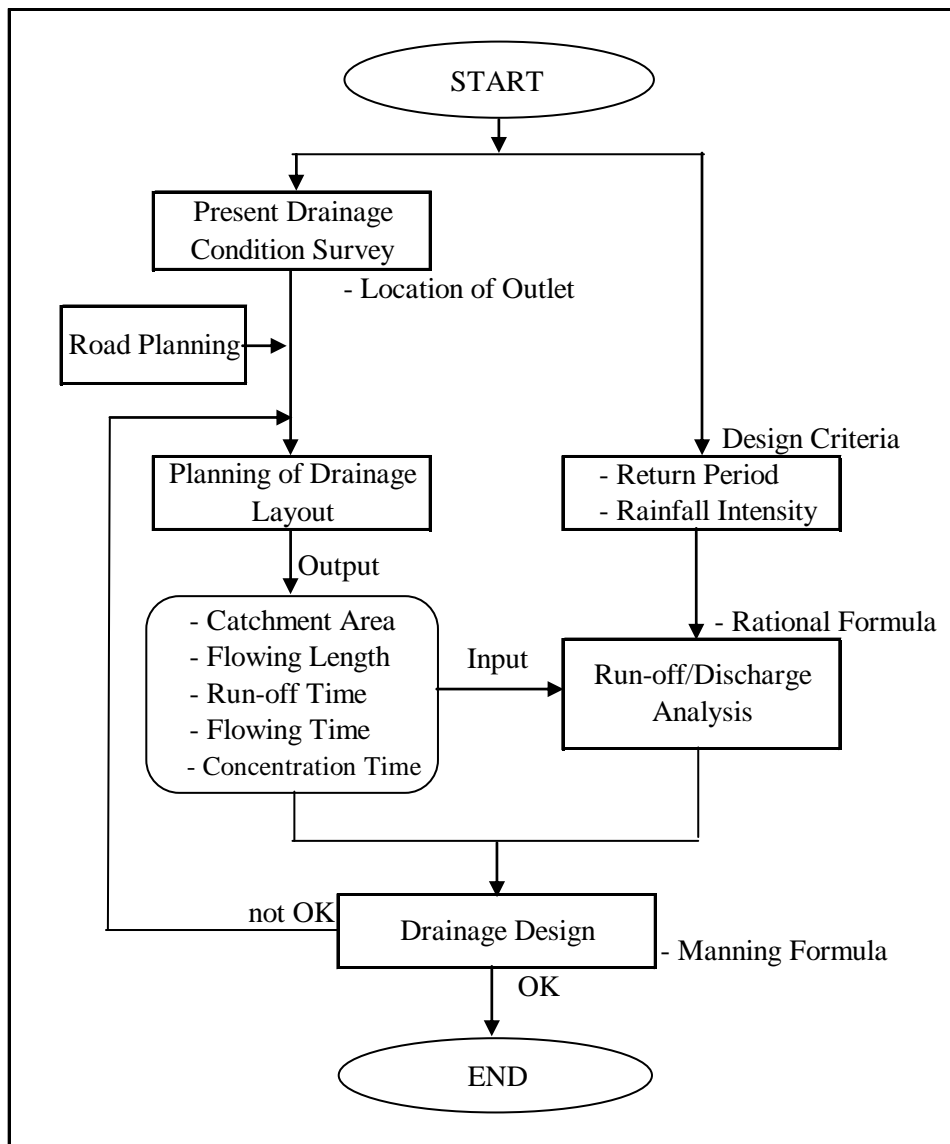 START
Present Drainage
Condition Survey
- Location of Outlet
Road Planning
Design Criteria
Planning of Drainage
Layout
- Return Period
- Rainfall Intensity
Output
- Catchment Area
- Flowing Length
- Run-off Time
- Flowing Time
- Concentration Time
Input
- Rational Formula
Run-off/Discharge
Analysis
not OK
Drainage Design
- Manning Formula
OK
END